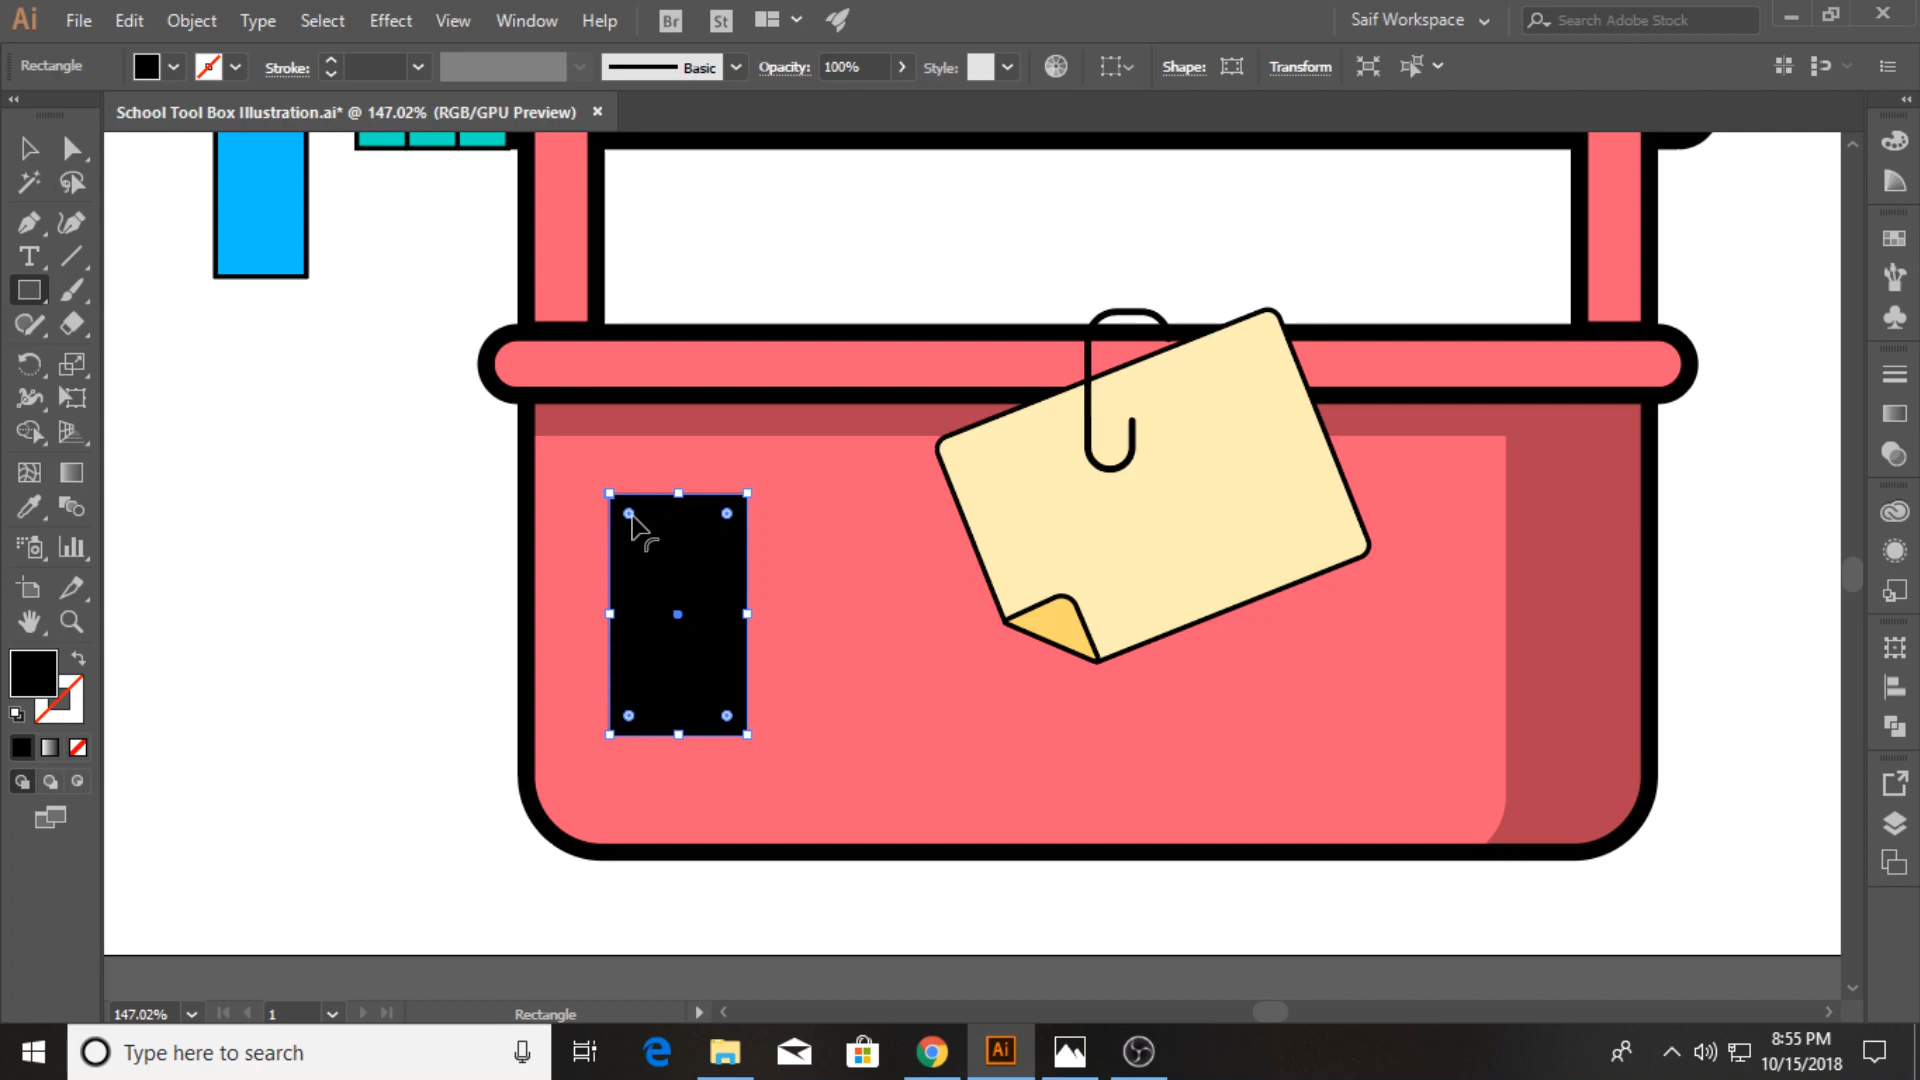 Ai File Edit Object Type Select Effect View Window Help Br St Saif Workspace Search Adobe Stock
Rectangle Stroke: Basic Opacity: 100% Style: Shape: Transform
School Tool Box Illustration.ai* @ 147.02% (RGB/GPU Preview)
T
147.02% 1 Rectangle
Type here to search Ai 8:55 PM
10/15/2018